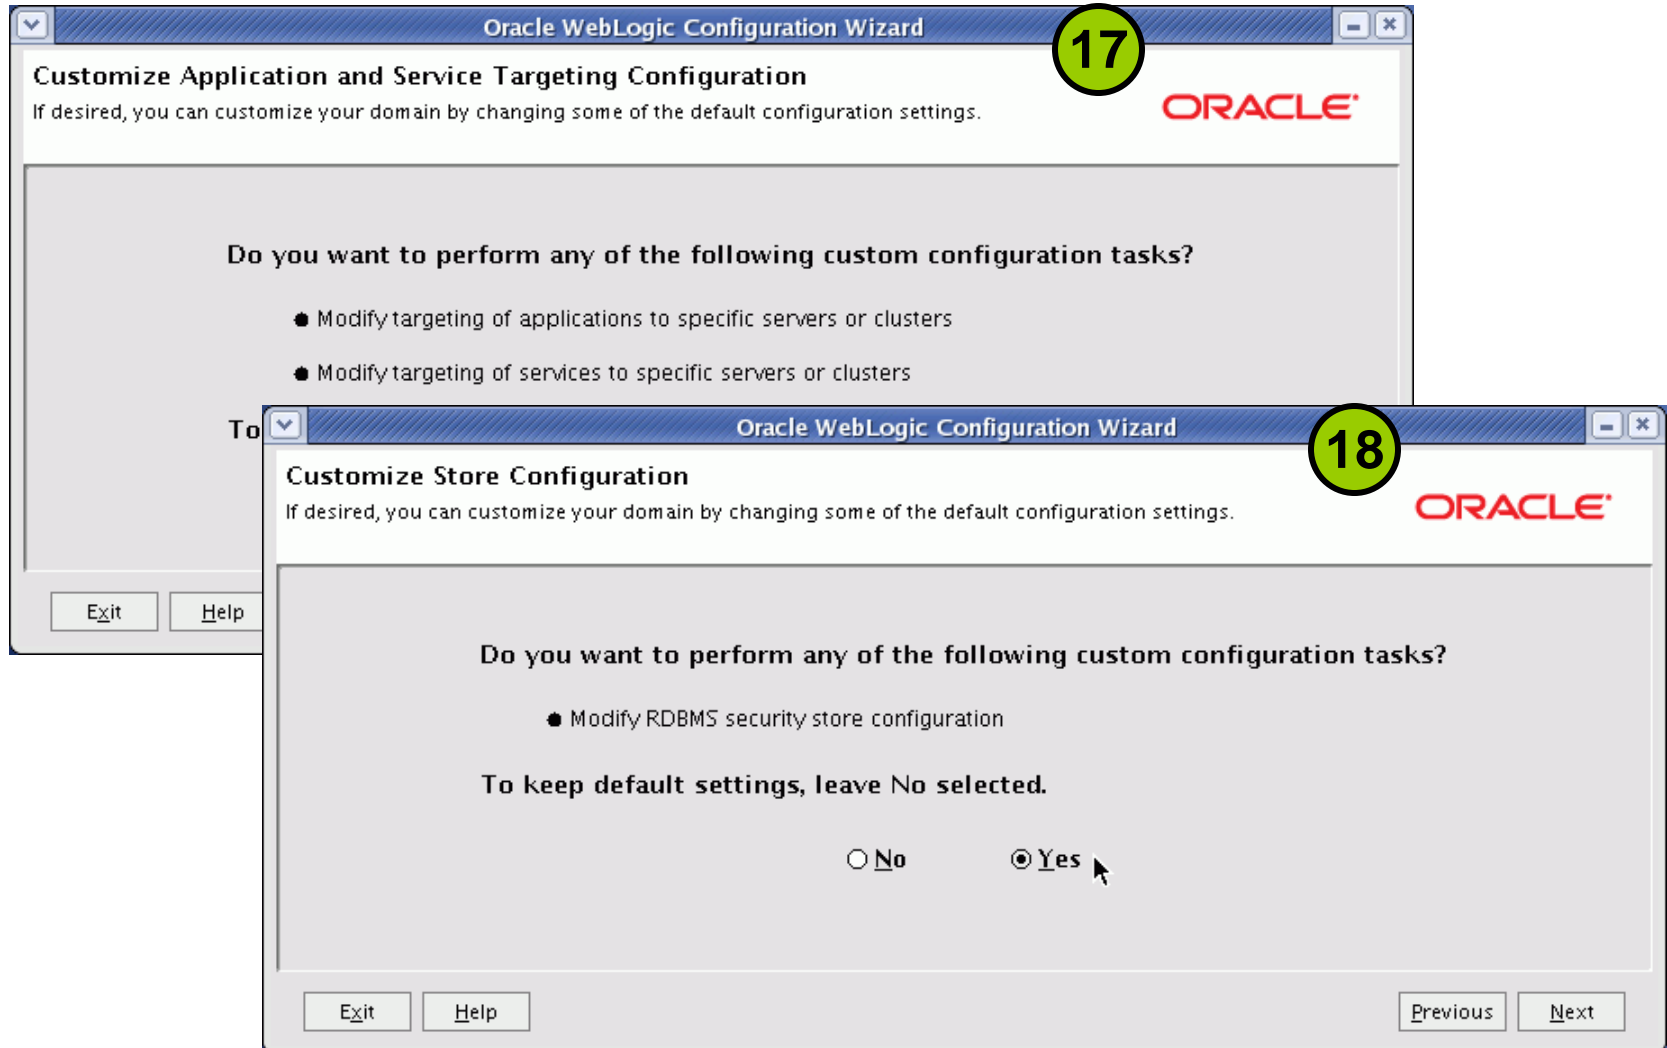 Oracle WebLogic Configuration Wizard
17
Customize Application and Service Targeting Configuration
If desired, you can customize your domain by changing some of the default configuration settings.
ORACLE
Do you want to perform any of the following custom configuration tasks?
Modify targeting of applications to specific servers or clusters
Modify targeting of services to specific servers or clusters
To
Exit
Help
Oracle WebLogic Configuration Wizard
18
Customize Store Configuration
If desired, you can customize your domain by changing some of the default configuration settings.
ORACLE
Do you want to perform any of the following custom configuration tasks?
Modify RDBMS security store configuration
To keep default settings, leave No selected.
No
Yes
Exit
Help
Previous
Next